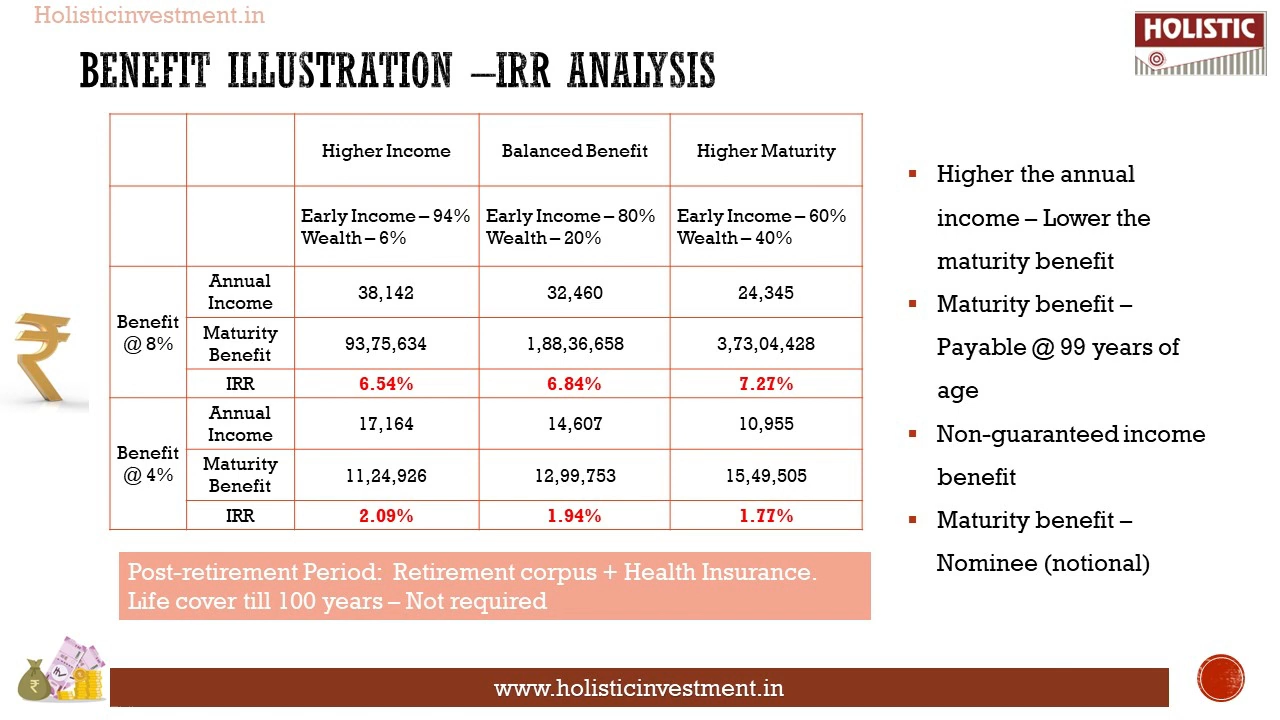 Holisticinvestment.in
HOLISTIC
BENEFIT ILLUSTRATION –IRR ANALYSIS
Higher Income Balanced Benefit Higher Maturity
Early Income – 94% Early Income – 80% Early Income – 60%
Wealth – 6% Wealth – 20% Wealth – 40%
Benefit
@ 8%
Annual
Income
38,142 32,460 24,345
Maturity
Benefit
93,75,634 1,88,36,658 3,73,04,428
IRR 6.54% 6.84% 7.27%
Benefit
@ 4%
Annual
Income
17,164 14,607 10,955
Maturity
Benefit
11,24,926 12,99,753 15,49,505
IRR 2.09% 1.94% 1.77%
Higher the annual
income – Lower the
maturity benefit
Maturity benefit –
Payable @ 99 years of
age
Non-guaranteed income
benefit
Maturity benefit –
Nominee (notional)
Post-retirement Period: Retirement corpus + Health Insurance.
Life cover till 100 years – Not required
www.holisticinvestment.in